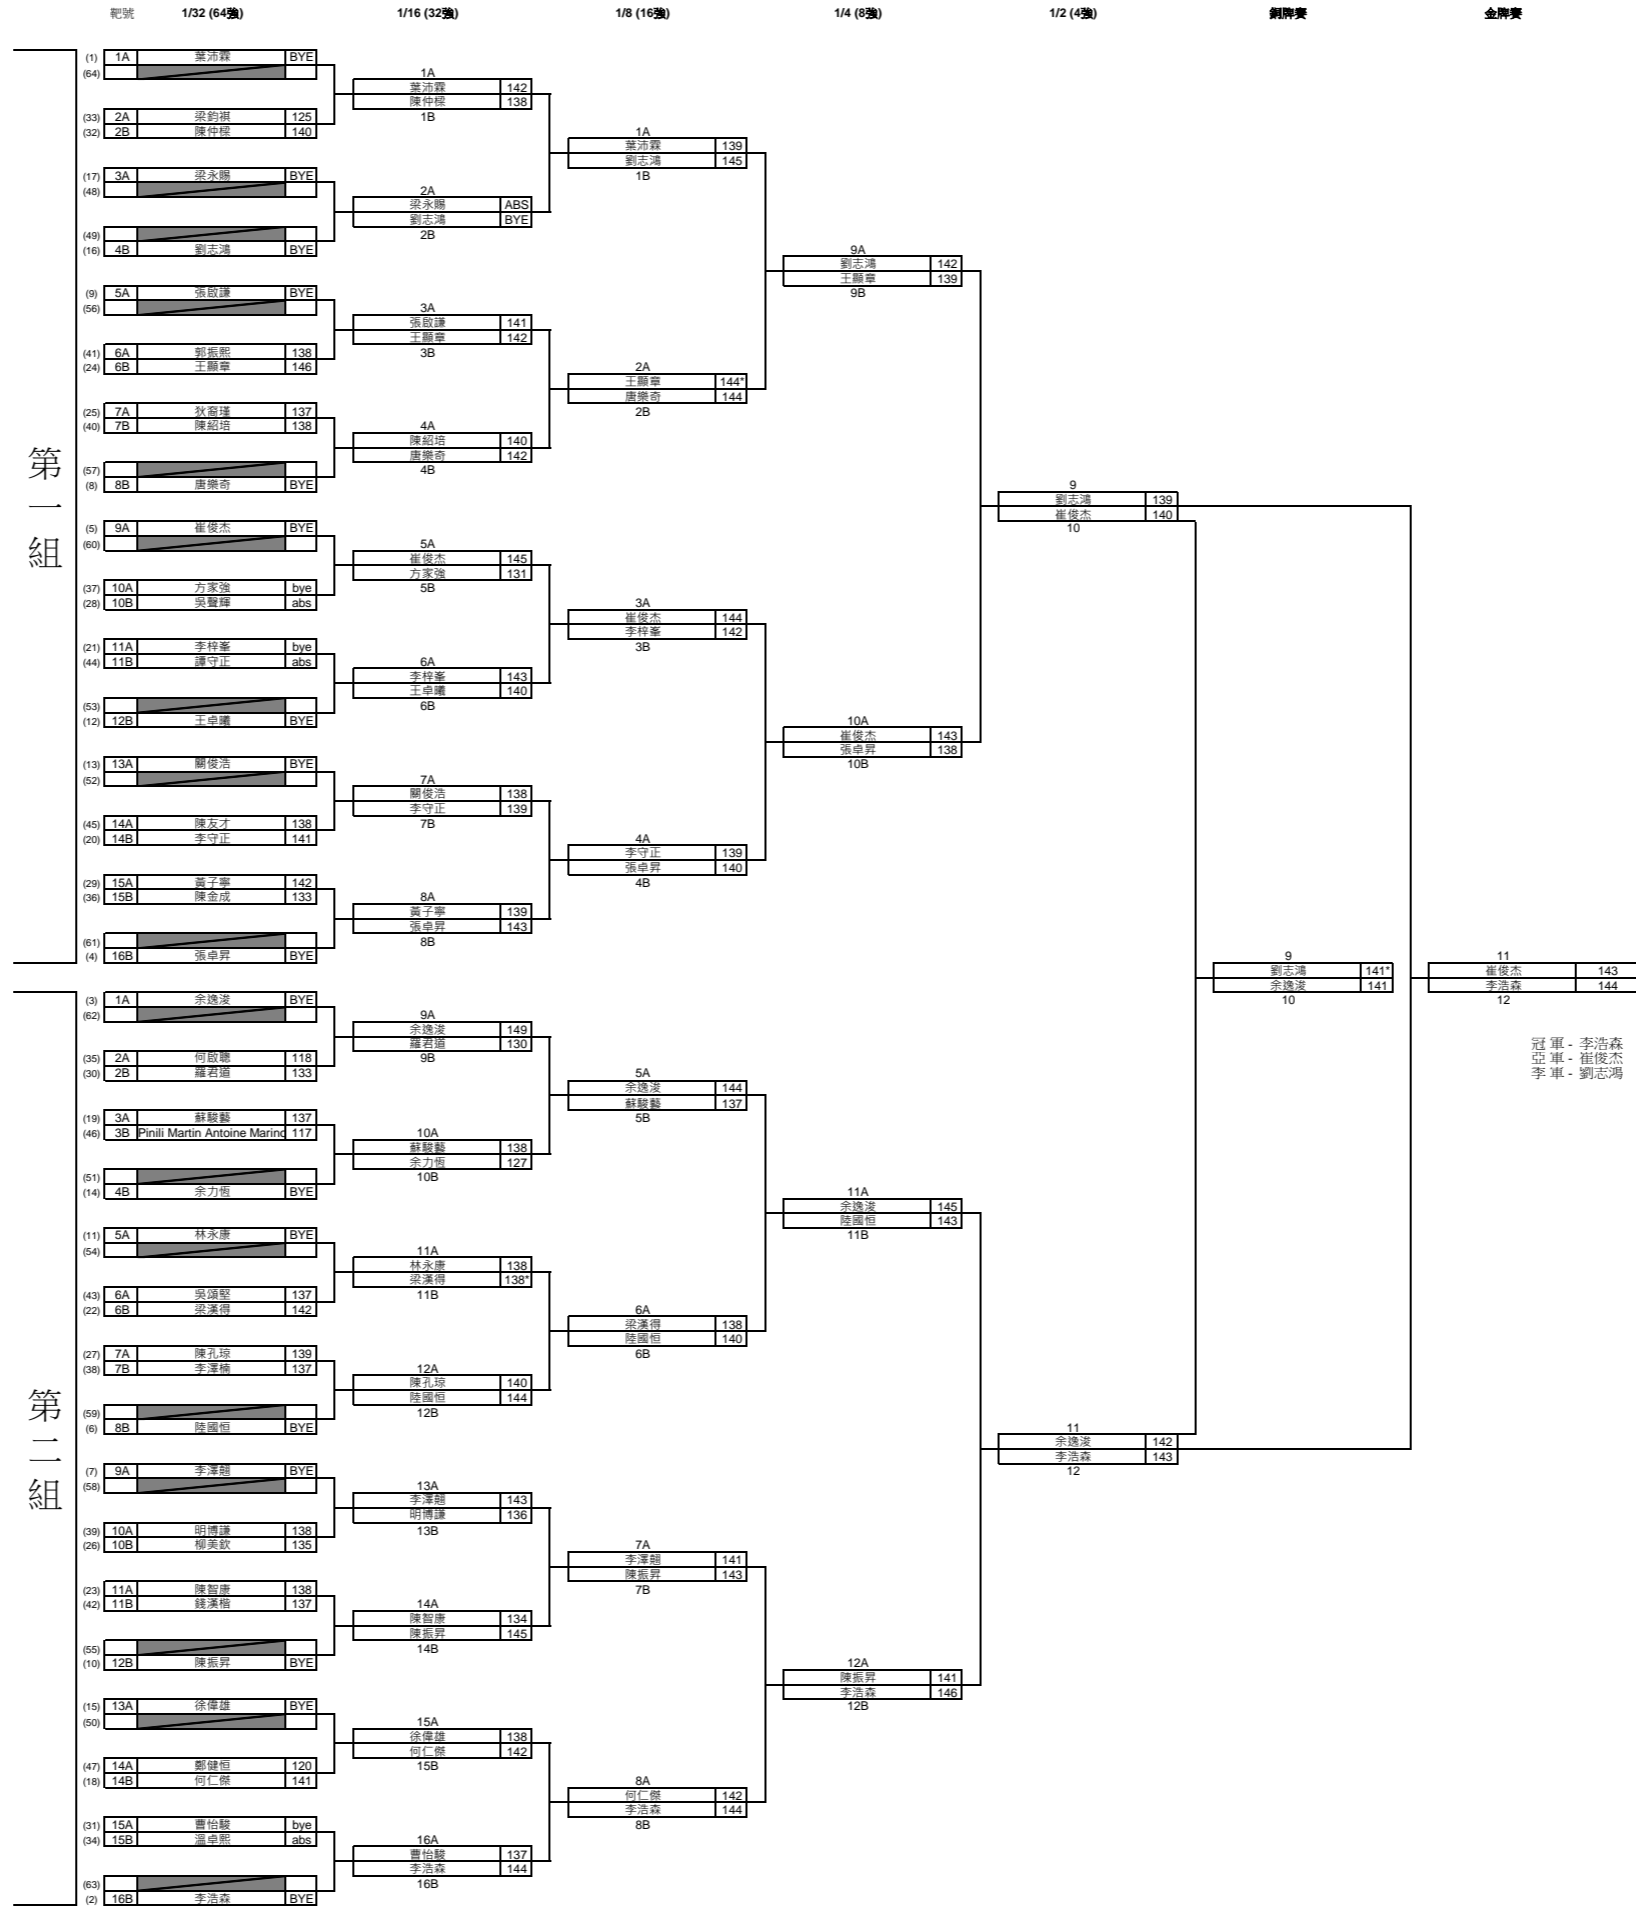 靶號 1/32 (64強) 1/16 (32強) 1/8 (16強) 1/4 (8強) 1/2 (4強) 銅牌賽 金牌賽
第一組
(1) 1A 葉沛霖 BYE
(64)
(33) 2A 梁鈞祺 125
(32) 2B 陳仲樑 140
(17) 3A 梁永賜 BYE
(48)
(49)
(16) 4B 劉志鴻 BYE
(9) 5A 張啟謙 BYE
(56)
(41) 6A 郭振熙 138
(24) 6B 王顯章 146
(25) 7A 狄裔瑾 137
(40) 7B 陳紹培 138
(57)
(8) 8B 唐樂奇 BYE
(5) 9A 崔俊杰 BYE
(60)
(37) 10A 方家強 bye
(28) 10B 吳聲輝 abs
(21) 11A 李梓峯 bye
(44) 11B 譚守正 abs
(53)
(12) 12B 王卓曦 BYE
(13) 13A 關俊浩 BYE
(52)
(45) 14A 陳友才 138
(20) 14B 李守正 141
(29) 15A 黃子寧 142
(36) 15B 陳金成 133
(61)
(4) 16B 張卓昇 BYE
第二組
(3) 1A 余逸浚 BYE
(62)
(35) 2A 何啟聰 118
(30) 2B 羅君道 133
(19) 3A 蘇駿藝 137
(46) 3B Pinili Martin Antoine Marino 117
(51)
(14) 4B 余力恆 BYE
(11) 5A 林永康 BYE
(54)
(43) 6A 吳頌堅 137
(22) 6B 梁漢得 142
(27) 7A 陳孔琼 139
(38) 7B 李澤楠 137
(59)
(6) 8B 陸國恒 BYE
(7) 9A 李澤翹 BYE
(58)
(39) 10A 明博謙 138
(26) 10B 柳美欽 135
(23) 11A 陳智康 138
(42) 11B 錢漢楷 137
(55)
(10) 12B 陳振昇 BYE
(15) 13A 徐偉雄 BYE
(50)
(47) 14A 鄭健恒 120
(18) 14B 何仁傑 141
(31) 15A 曹怡駿 bye
(34) 15B 溫卓熙 abs
(63)
(2) 16B 李浩森 BYE
1A
葉沛霖 142
陳仲樑 138
1B
2A
梁永賜 ABS
劉志鴻 BYE
2B
3A
張啟謙 141
王顯章 142
3B
4A
陳紹培 140
唐樂奇 142
4B
5A
崔俊杰 145
方家強 131
5B
6A
李梓峯 143
王卓曦 140
6B
7A
關俊浩 138
李守正 139
7B
8A
黃子寧 139
張卓昇 143
8B
9A
余逸浚 149
羅君道 130
9B
10A
蘇駿藝 138
余力恆 127
10B
11A
林永康 138
梁漢得 138*
11B
12A
陳孔琼 140
陸國恒 144
12B
13A
李澤翹 143
明博謙 136
13B
14A
陳智康 134
陳振昇 145
14B
15A
徐偉雄 138
何仁傑 142
15B
16A
曹怡駿 137
李浩森 144
16B
1A
葉沛霖 139
劉志鴻 145
1B
2A
王顯章 144*
唐樂奇 144
2B
3A
崔俊杰 144
李梓峯 142
3B
4A
李守正 139
張卓昇 140
4B
5A
余逸浚 144
蘇駿藝 137
5B
6A
梁漢得 138
陸國恒 140
6B
7A
李澤翹 141
陳振昇 143
7B
8A
何仁傑 142
李浩森 144
8B
9A
劉志鴻 142
王顯章 139
9B
10A
崔俊杰 143
張卓昇 138
10B
11A
余逸浚 145
陸國恒 143
11B
12A
陳振昇 141
李浩森 146
12B
9
劉志鴻 139
崔俊杰 140
10
11
余逸浚 142
李浩森 143
12
9
劉志鴻 141*
余逸浚 141
10
11
崔俊杰 143
李浩森 144
12
冠 軍 - 李浩森
亞 軍 - 崔俊杰
季 軍 - 劉志鴻